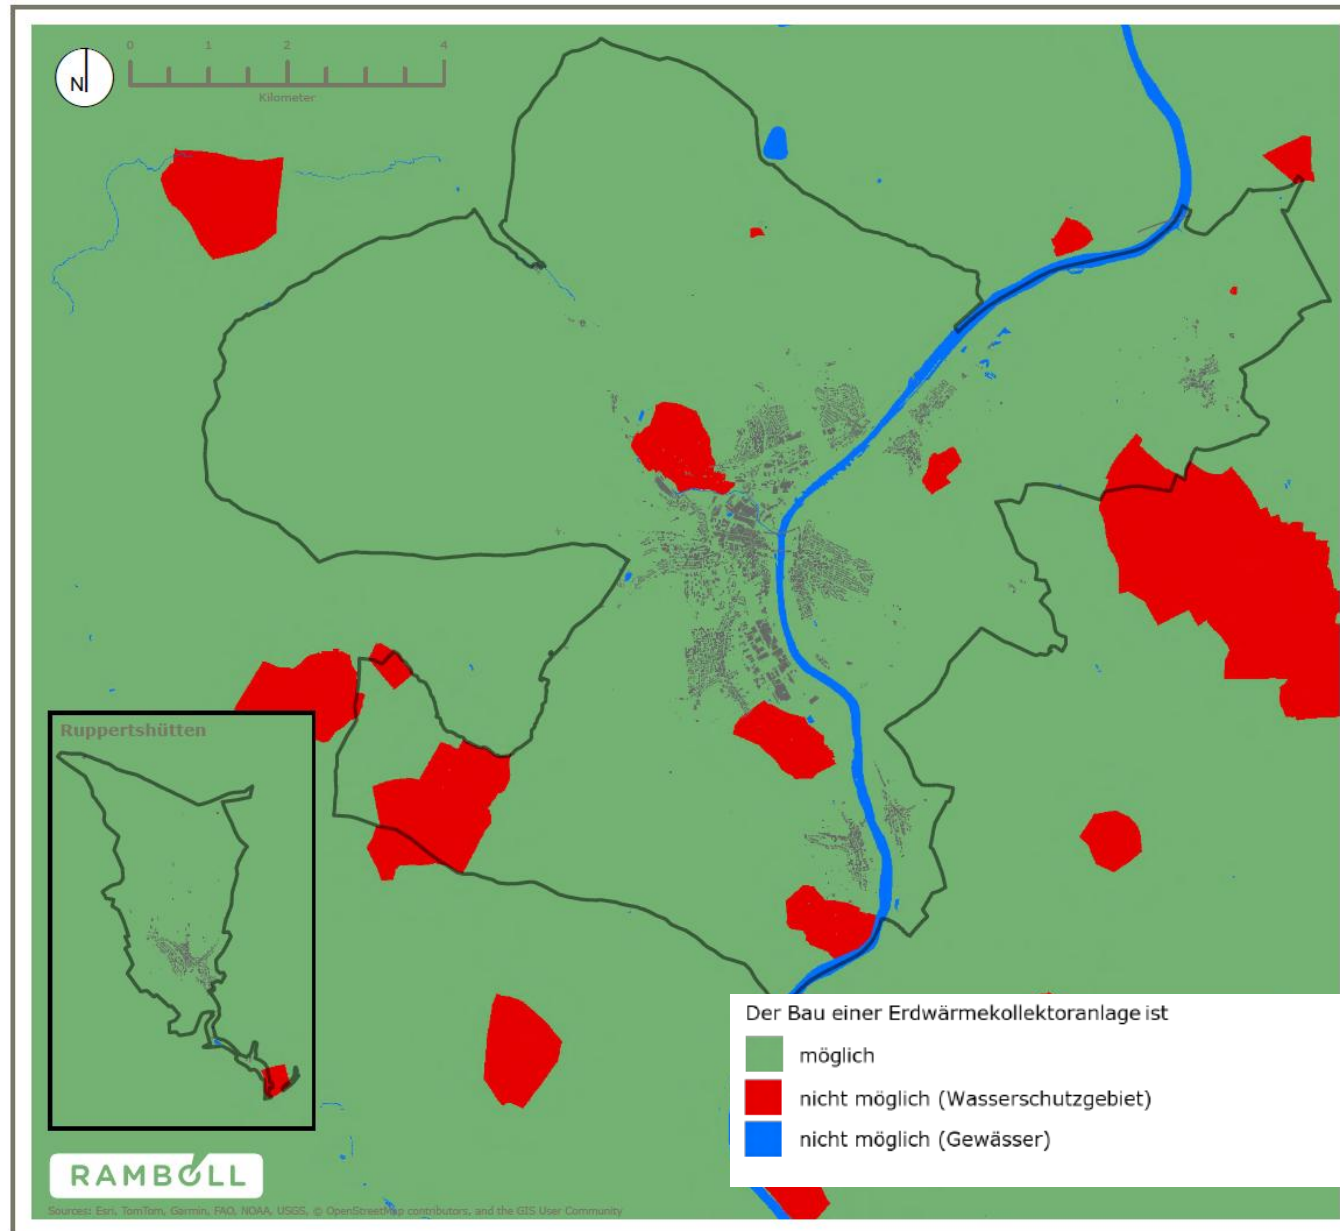 0 1 2 4
Kilometer
N
Ruppertshütten
Der Bau einer Erdwärmekollektoranlage ist
möglich
nicht möglich (Wasserschutzgebiet)
nicht möglich (Gewässer)
RAMBOLL
Sources: Esri, TomTom, Garmin, FAO, NOAA, USGS, © OpenStreetMap contributors, and the GIS User Community